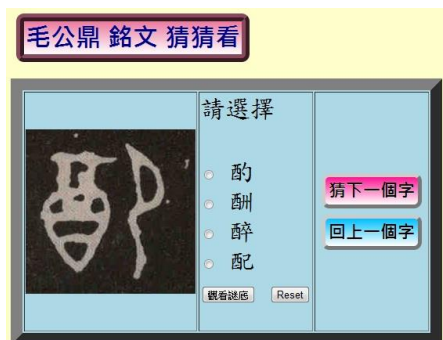 毛公鼎 銘文 猜猜看
請選擇
酌
酬
醉
配
觀看謎底 Reset
猜下一個字
回上一個字